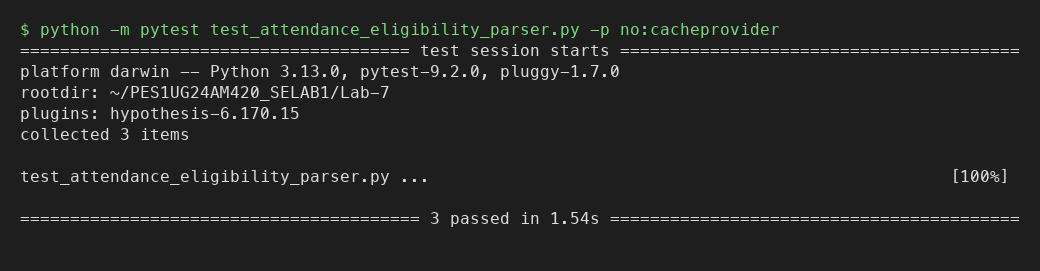 $ python -m pytest test_attendance_eligibility_parser.py -p no:cacheprovider
======================================= test session starts ========================================
platform darwin -- Python 3.13.0, pytest-9.2.0, pluggy-1.7.0
rootdir: ~/PES1UG24AM420_SELAB1/Lab-7
plugins: hypothesis-6.170.15
collected 3 items
test_attendance_eligibility_parser.py ... [100%]
======================================== 3 passed in 1.54s =========================================